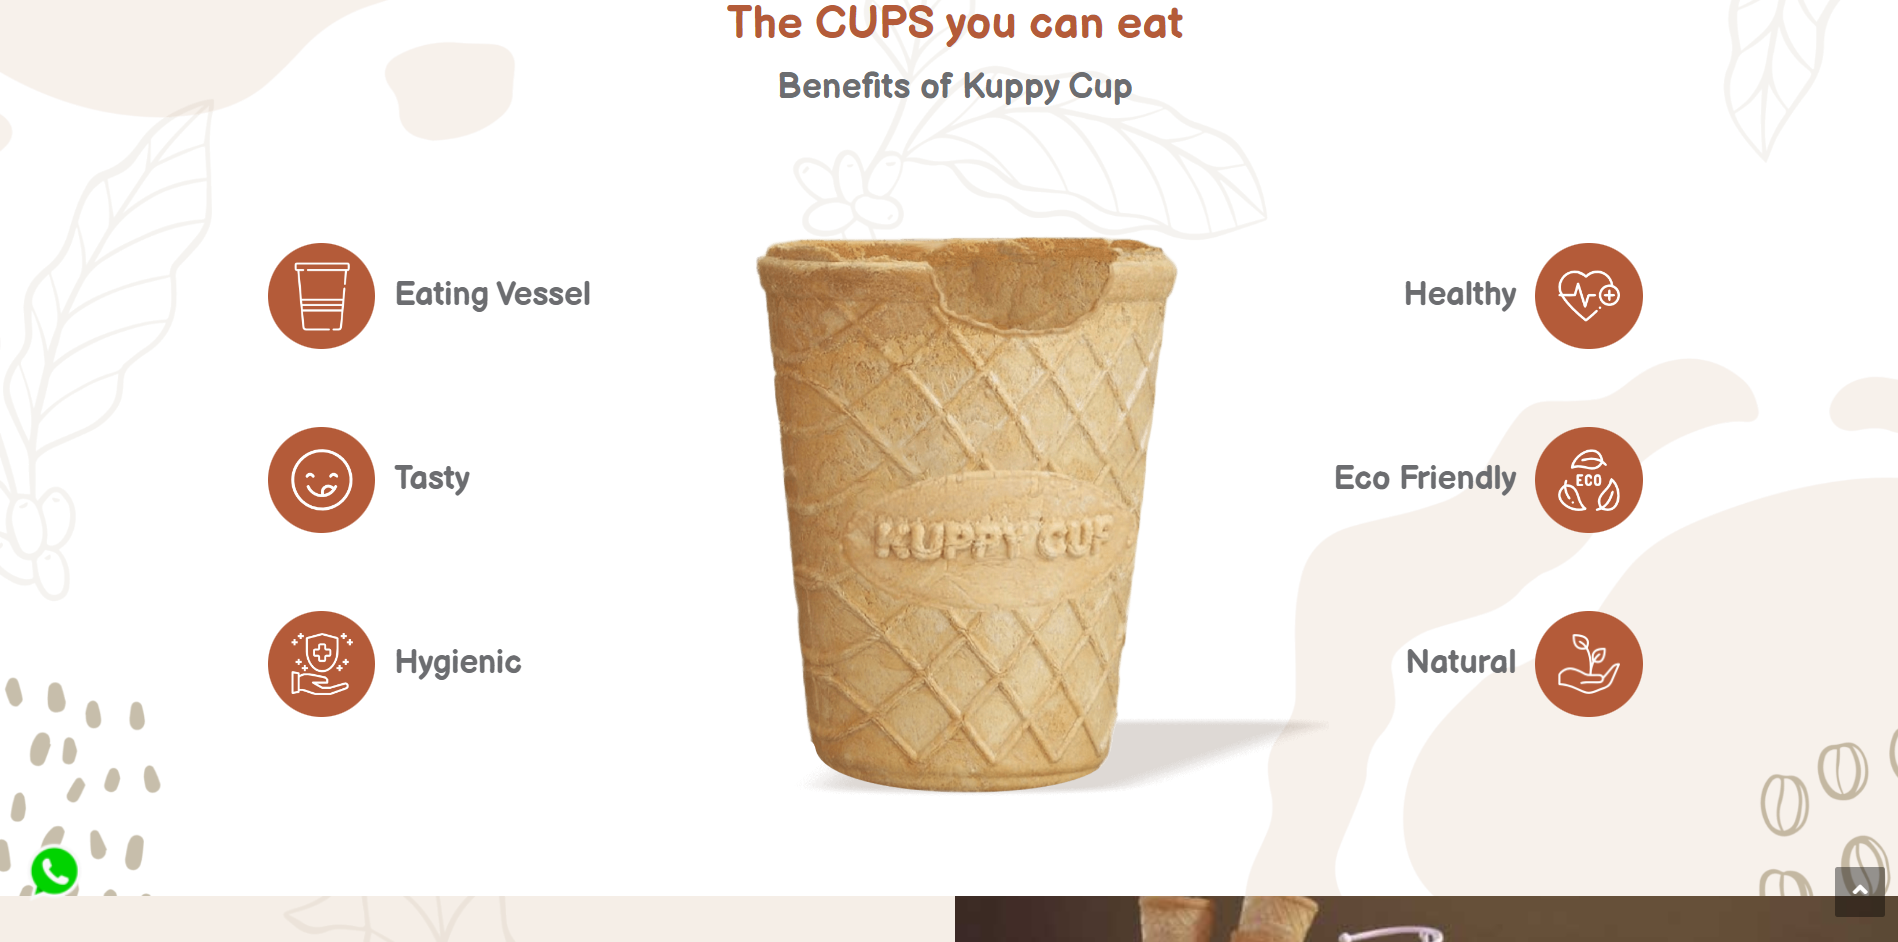 The CUPS you can eat
Benefits of Kuppy Cup
Eating Vessel
Healthy
KUPPY CUP
Tasty
Eco Friendly
ECO
Hygienic
Natural